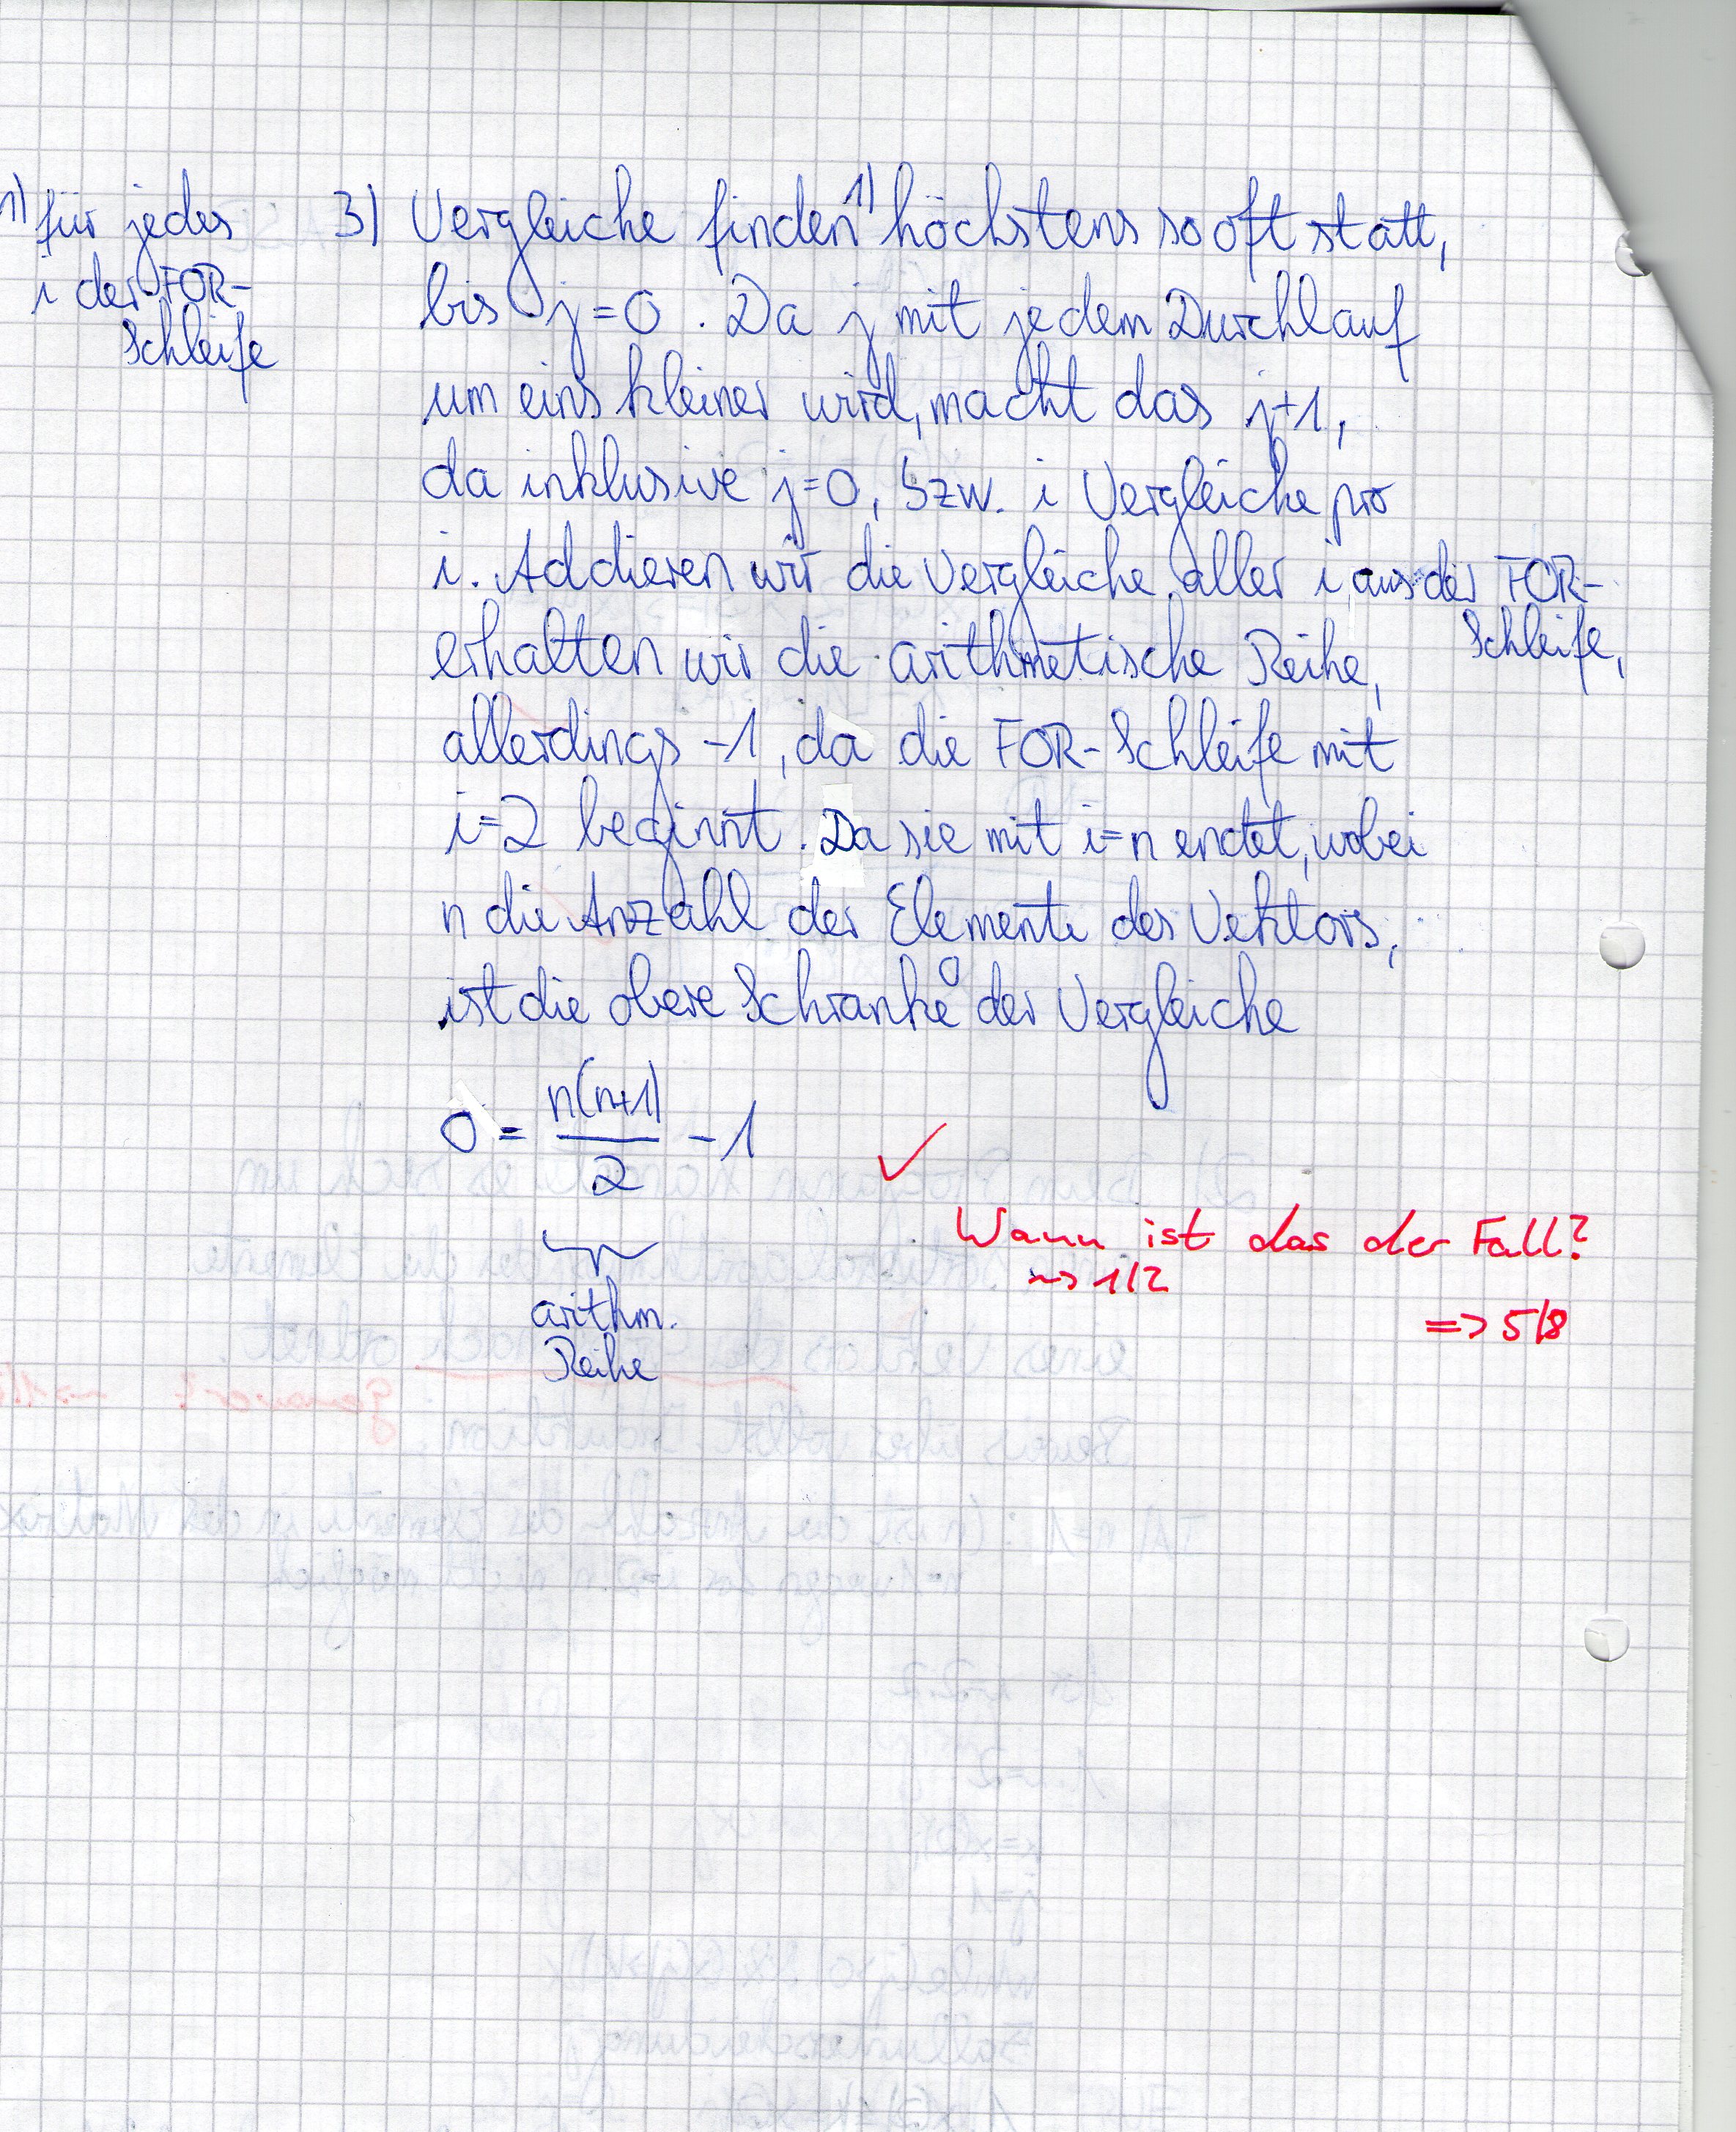 1) für jedes
i der FOR-
Schleife
3) Vergleiche finden 1) höchstens so oft statt,
bis j=0. Da j mit jedem Durchlauf
um eins kleiner wird, macht das j+1,
da inklusive j=0, bzw. i Vergleiche pro
i. Addieren wir die Vergleiche aller i aus der FOR-
Schleife,
erhalten wir die arithmetische Reihe,
allerdings -1, da die FOR-Schleife mit
i=2 beginnt. Da sie mit i=n endet, wobei
n die Anzahl der Elemente des Vektors,
ist die obere Schranke O der Vergleiche
O = n(n+1)/2 - 1
arithm.
Reihe
✓
Wann ist das der Fall?
~> 1/2
=> 5/8